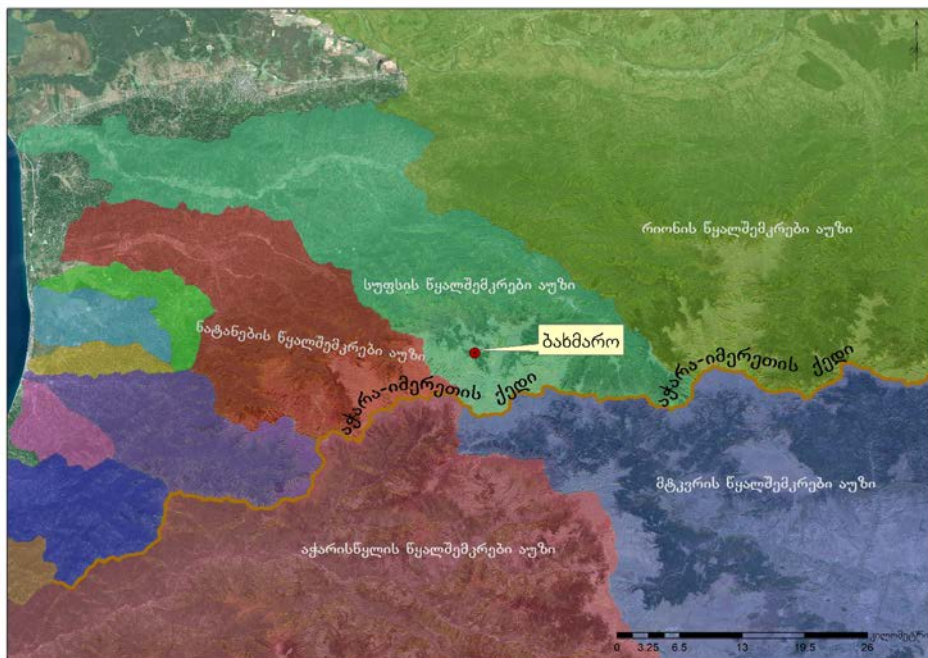 რიონის წყალშემკრები აუზი
სუფსის წყალშემკრები აუზი
ნატანების წყალშემკრები აუზი
ბახმარო
აჭარა-იმერეთის ქედი
აჭარა-იმერეთის ქედი
მტკვრის წყალშემკრები აუზი
აჭარისწყლის წყალშემკრები აუზი
0 3.25 6.5 13 19.5 26